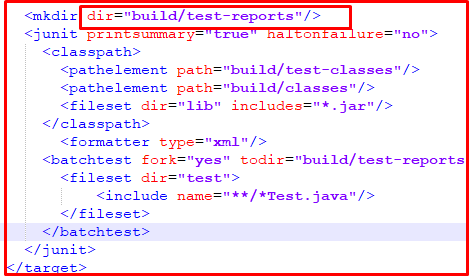 <mkdir dir="build/test-reports"/>
<junit printsummary="true" haltonfailure="no">
<classpath>
<pathelement path="build/test-classes"/>
<pathelement path="build/classes"/>
<fileset dir="lib" includes="*.jar"/>
</classpath>
<formatter type="xml"/>
<batchtest fork="yes" todir="build/test-reports
<fileset dir="test">
<include name="**/*Test.java"/>
</fileset>
</batchtest>
</junit>
</target>